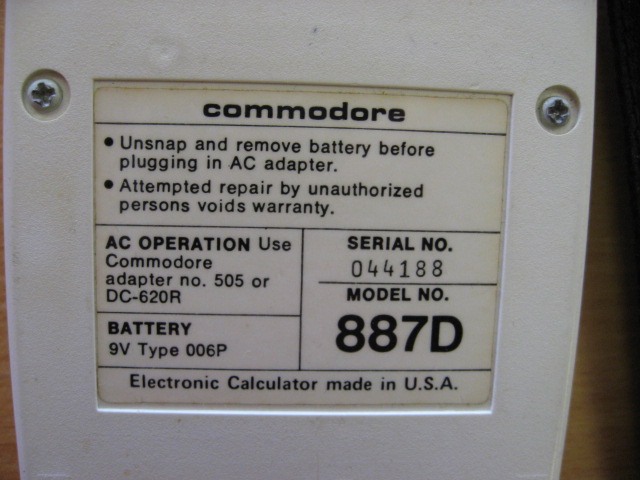 commodore
• Unsnap and remove battery before
plugging in AC adapter.
• Attempted repair by unauthorized
persons voids warranty.
AC OPERATION Use
Commodore
adapter no. 505 or
DC-620R
BATTERY
9V Type 006P
SERIAL NO.
044188
MODEL NO.
887D
Electronic Calculator made in U.S.A.